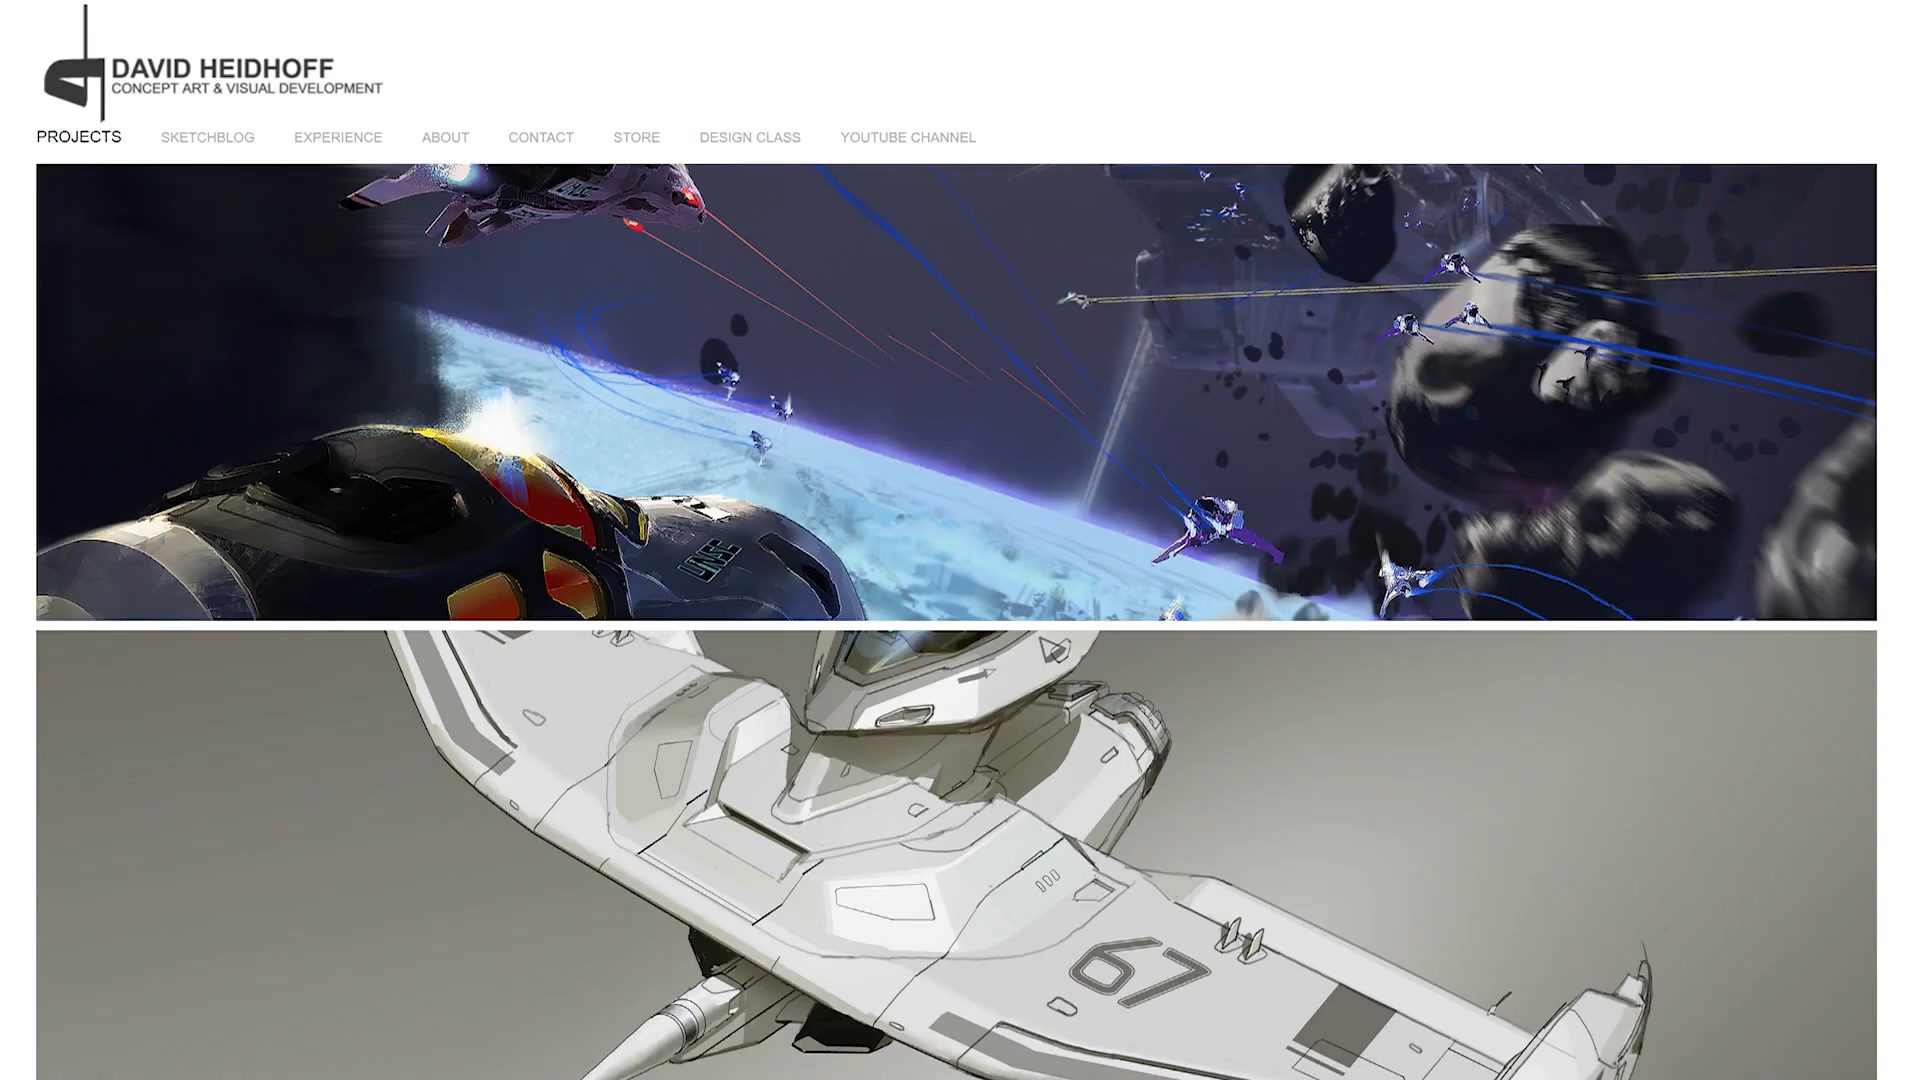 DAVID HEIDHOFF
CONCEPT ART & VISUAL DEVELOPMENT
PROJECTS SKETCHBLOG EXPERIENCE ABOUT CONTACT STORE DESIGN CLASS YOUTUBE CHANNEL
67